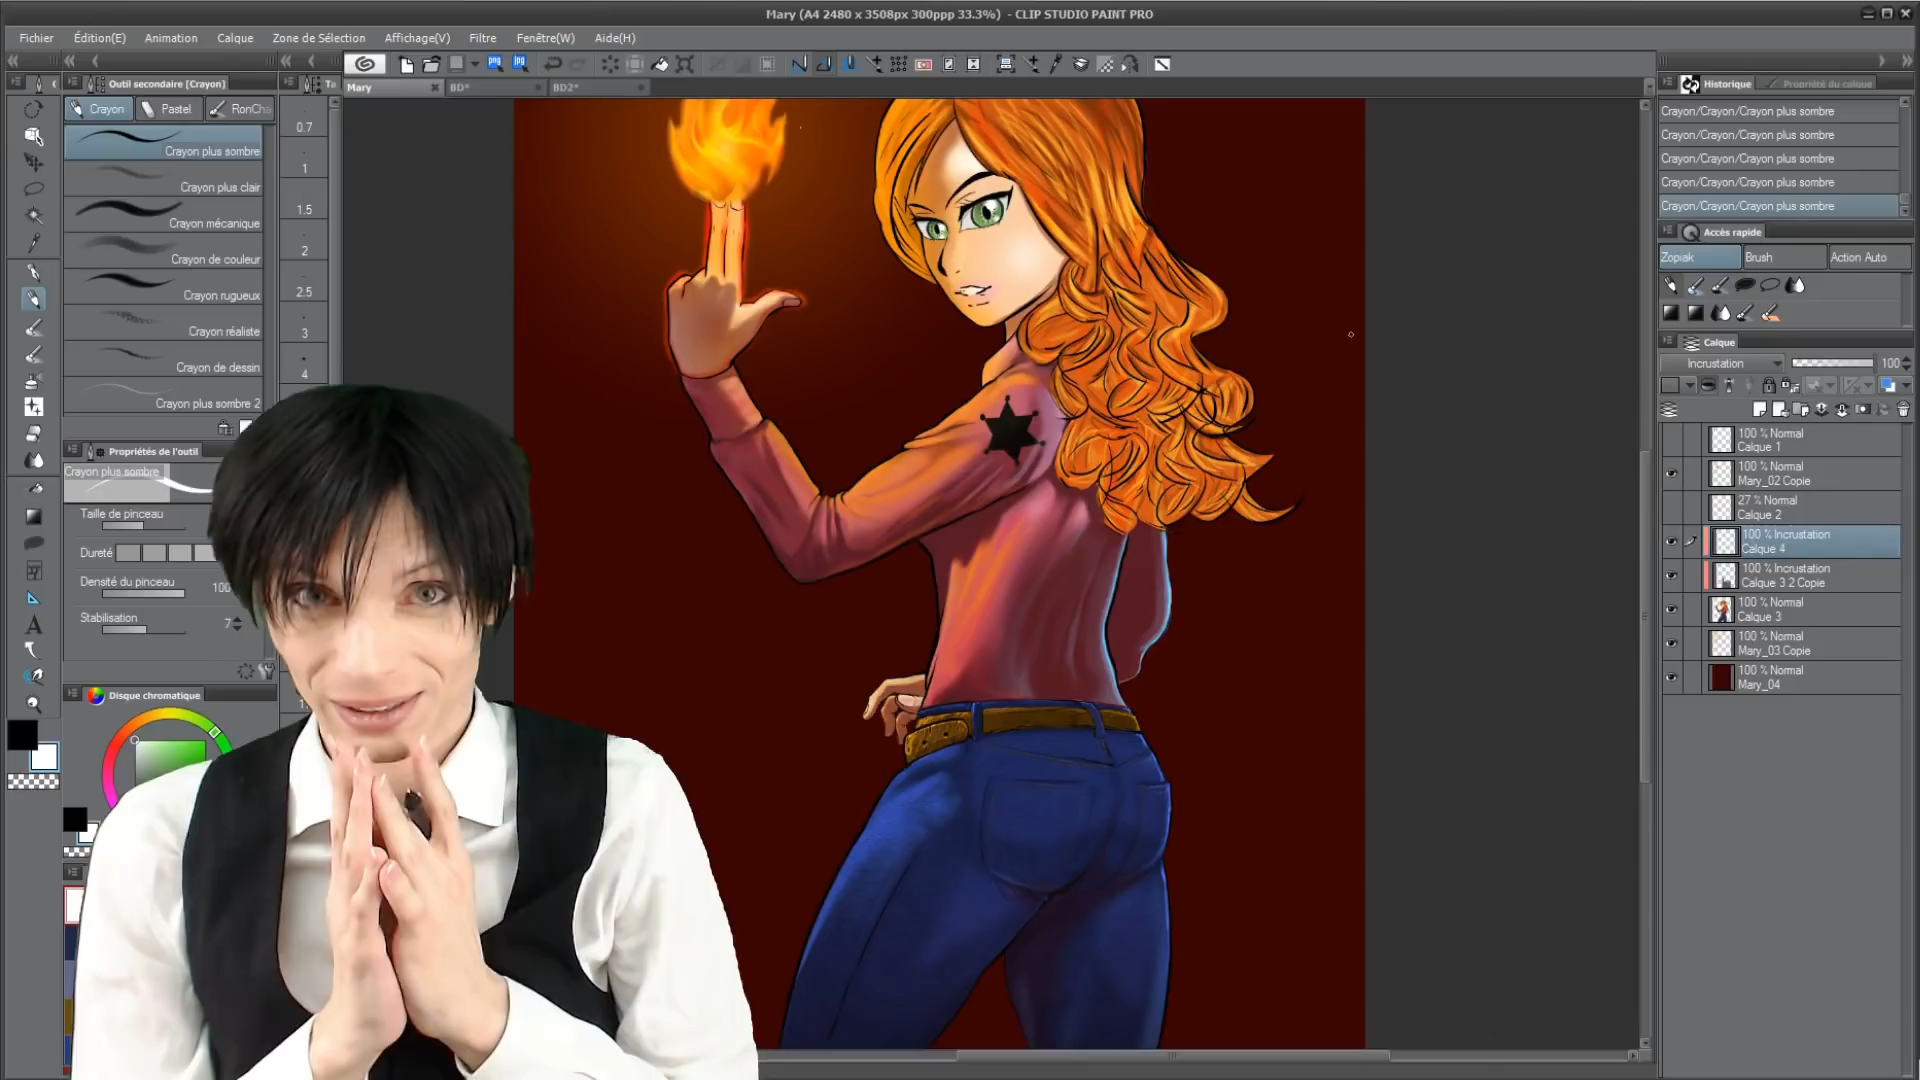 Mary (A4 2480 x 3508px 300ppp 33.3%) - CLIP STUDIO PAINT PRO
Fichier Édition(E) Animation Calque Zone de Sélection Affichage(V) Filtre Fenêtre(W) Aide(H)
Outil secondaire [Crayon]
Mary BD* BD2*
Crayon Pastel RonCha
Crayon plus sombre
Crayon plus clair
Crayon mécanique
Crayon de couleur
Crayon rugueux
Crayon réaliste
Crayon de dessin
Crayon plus sombre 2
0.7
1
1.5
2
2.5
3
4
Propriétés de l'outil
Crayon plus sombre
Taille de pinceau
Dureté
Densité du pinceau 100
Stabilisation 7
Disque chromatique
Historique Propriété du calque
Crayon/Crayon/Crayon plus sombre
Crayon/Crayon/Crayon plus sombre
Crayon/Crayon/Crayon plus sombre
Crayon/Crayon/Crayon plus sombre
Crayon/Crayon/Crayon plus sombre
Accès rapide
Zopiak Brush Action Auto
Calque
Incrustation 100
100 % Normal
Calque 1
100 % Normal
Mary_02 Copie
27 % Normal
Calque 2
100 % Incrustation
Calque 4
100 % Incrustation
Calque 3 2 Copie
100 % Normal
Calque 3
100 % Normal
Mary_03 Copie
100 % Normal
Mary_04